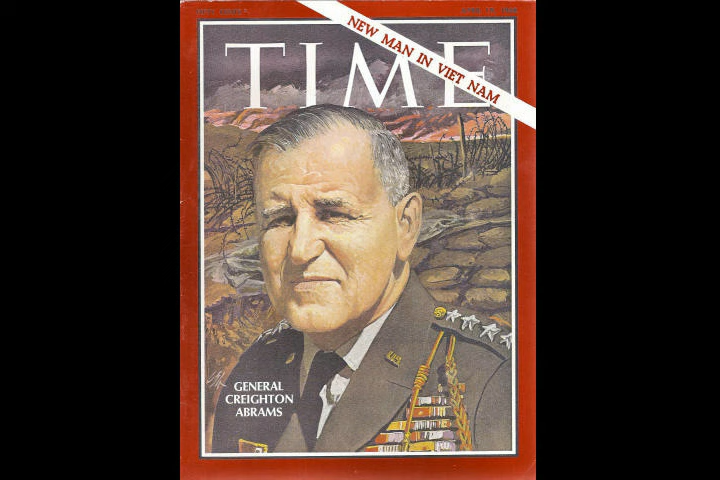 NEW MAN IN VIET NAM
TIME
GENERAL
CREIGHTON
ABRAMS